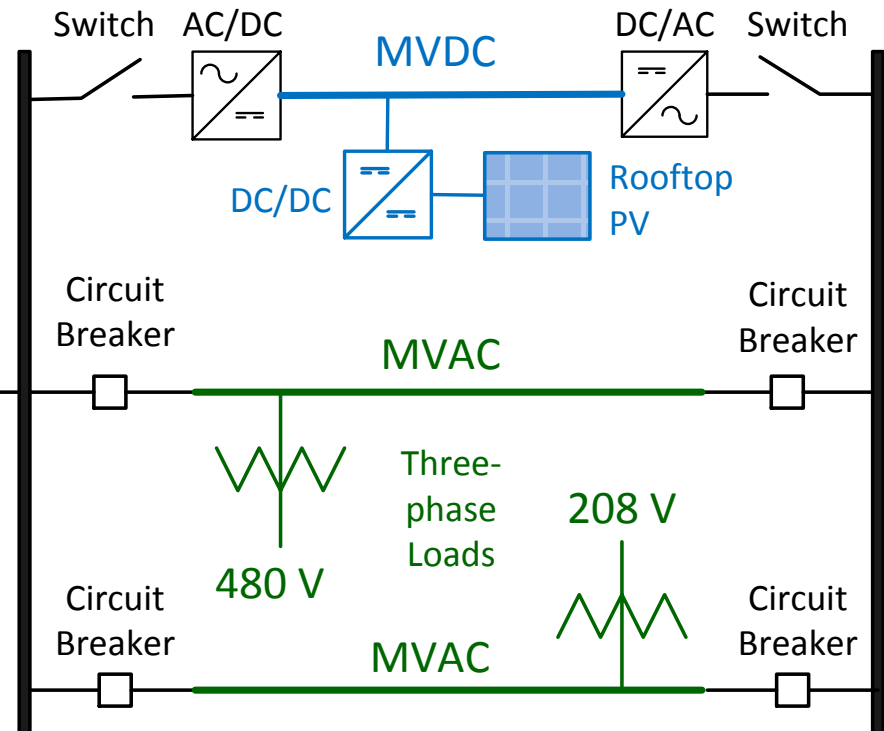 Switch
AC/DC
MVDC
DC/AC
Switch
DC/DC
Rooftop
PV
Circuit
Breaker
MVAC
Circuit
Breaker
Three-
phase
Loads
480 V
208 V
Circuit
Breaker
MVAC
Circuit
Breaker